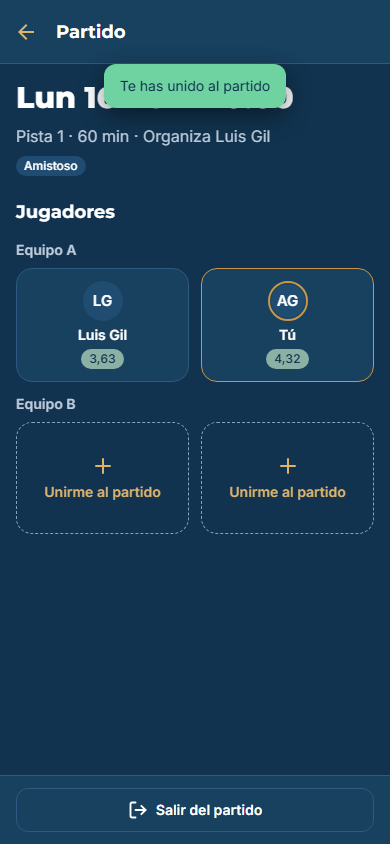 Partido
Te has unido al partido
Lun
Pista 1 · 60 min · Organiza Luis Gil
Amistoso
Jugadores
Equipo A
LG
AG
Luis Gil
Tú
3,63
4,32
Equipo B
Unirme al partido
Unirme al partido
Salir del partido